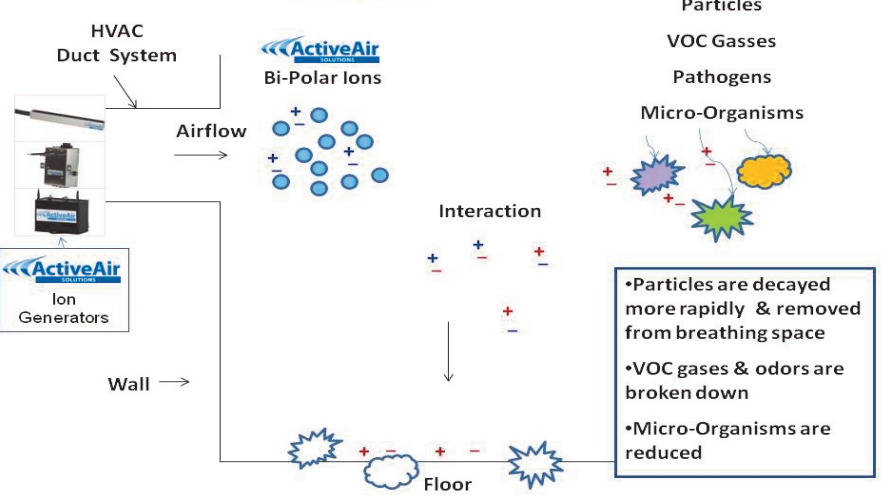 HVAC
Duct System
ActiveAir
SOLUTIONS
Bi-Polar Ions
Airflow
Particles
VOC Gasses
Pathogens
Micro-Organisms
Interaction
ActiveAir
SOLUTIONS
Ion
Generators
Wall
Floor
•Particles are decayed
more rapidly & removed
from breathing space
•VOC gases & odors are
broken down
•Micro-Organisms are
reduced